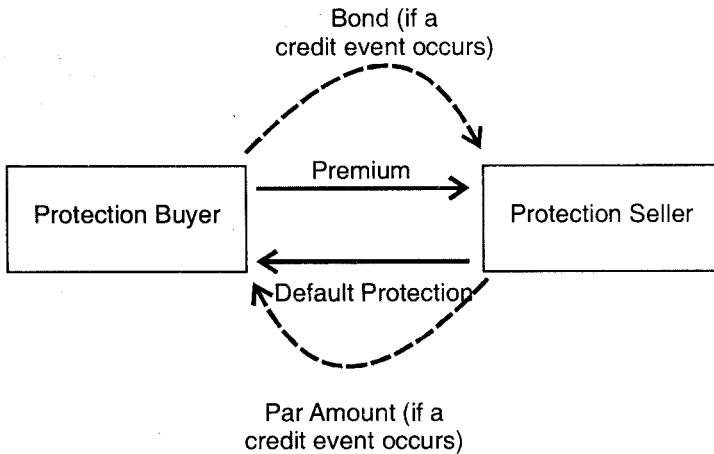 Bond (if a
credit event occurs)
Premium
Protection Buyer
Protection Seller
Default Protection
Par Amount (if a
credit event occurs)